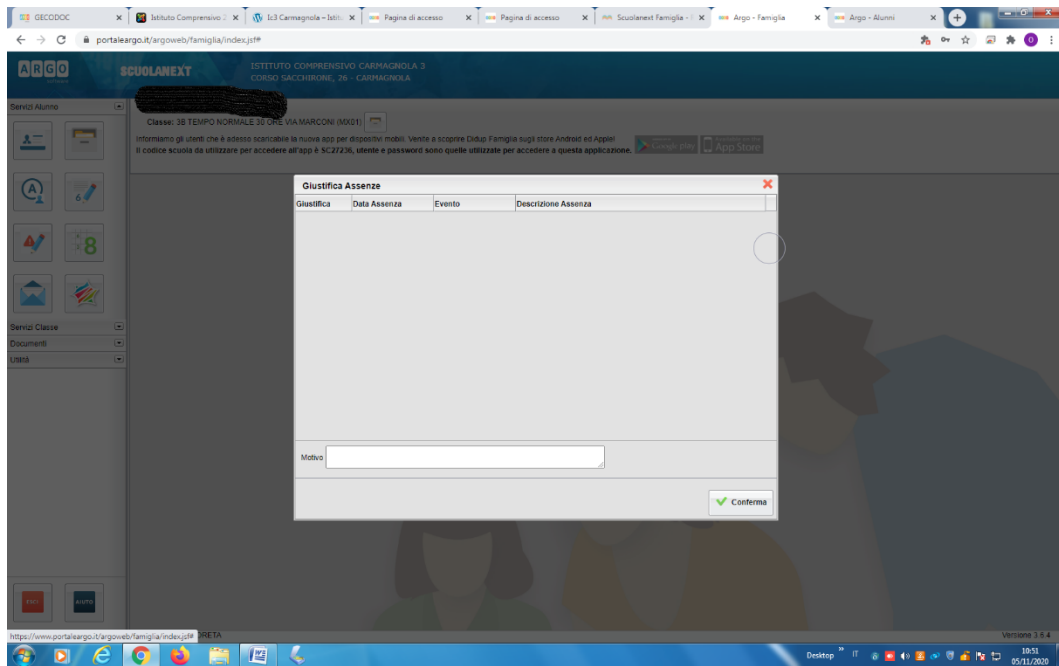 GECODOC
Istituto Comprensivo
Ic3 Carmagnola – Istitu
Pagina di accesso
Pagina di accesso
Scuolanext Famiglia -
Argo - Famiglia
Argo - Alunni
portaleargo.it/argoweb/famiglia/index.jsf#
ARGO
SCUOLANEXT
ISTITUTO COMPRENSIVO CARMAGNOLA 3
CORSO SACCHIRONE, 26 - CARMAGNOLA
Servizi Alunno
Classe: 3B TEMPO NORMALE 30 ORE VIA MARCONI (MX01)
Informiamo gli utenti che è adesso scaricabile la nuova app per dispositivi mobili. Venite a scoprire Didup Famiglia sugli store Android ed Apple!
Il codice scuola da utilizzare per accedere all'app è SC27236, utente e password sono quelle utilizzate per accedere a questa applicazione.
Google play
App Store
Giustifica Assenze
Giustifica
Data Assenza
Evento
Descrizione Assenza
Servizi Classe
Documenti
Utilità
Motivo
Conferma
ESCI
AIUTO
https://www.portaleargo.it/argoweb/famiglia/index.jsf#
Versione 3.6.4
Desktop
IT
10:51
05/11/2020